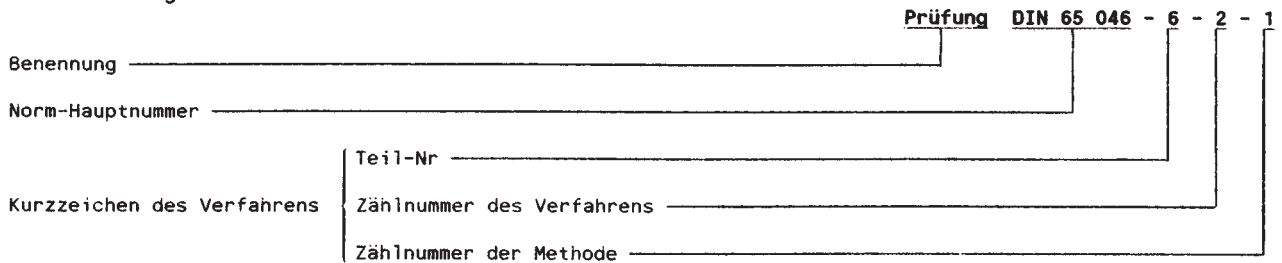 Prüfung DIN 65 046 - 6 - 2 - 1
Benennung
Norm-Hauptnummer
Teil-Nr
Kurzzeichen des Verfahrens Zählnummer des Verfahrens
Zählnummer der Methode